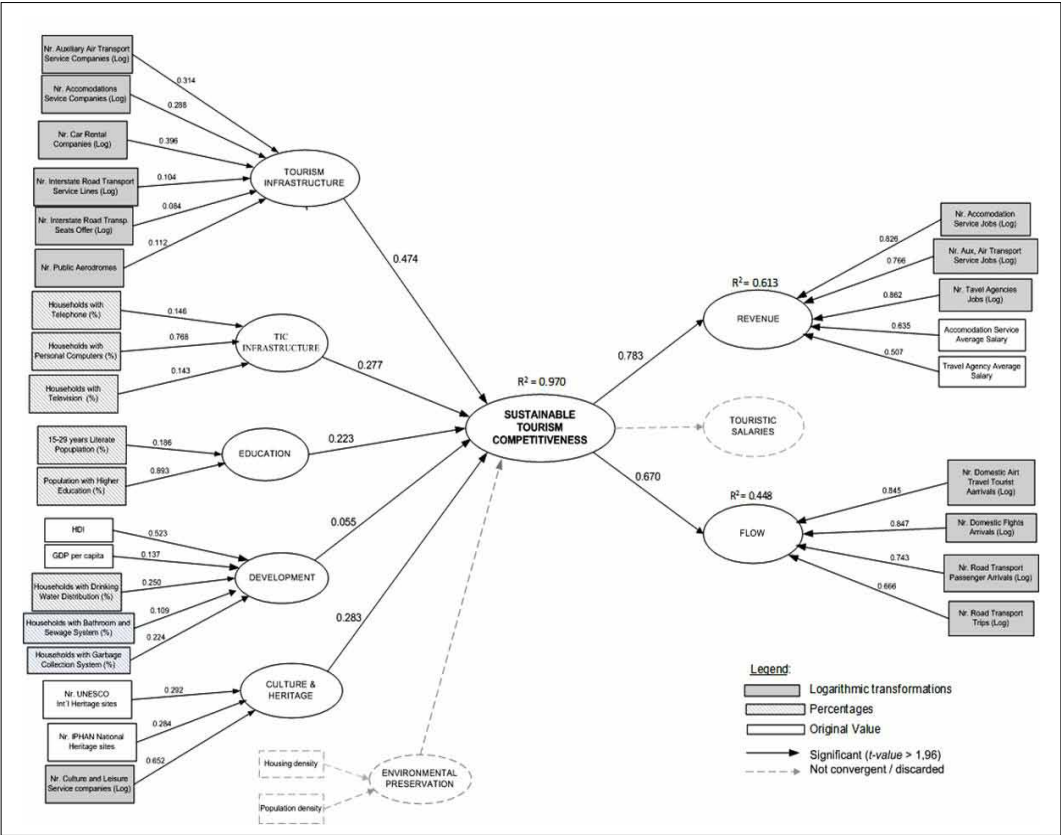 Nr. Auxiliary Air Transport
Service Companies (Log)
0.314
Nr. Accomodations
Sevice Companies (Log)
0.288
Nr. Car Rental
Companies (Log)
0.396
Nr. Interstate Road Transport
Service Lines (Log)
0.104
Nr. Interstate Road Transp.
Seats Offer (Log)
0.084
Nr. Public Aerodromes
0.112
TOURISM
INFRASTRUCTURE
0.474
Households with
Telephone (%)
0.146
Households with
Personal Computers (%)
0.768
Households with
Television (%)
0.143
TIC
INFRASTRUCTURE
0.277
15-29 years Literate
Popuplation (%)
0.186
Population with Higher
Education (%)
0.893
EDUCATION
0.223
HDI
0.523
GDP per capita
0.137
Households with Drinking
Water Distribution (%)
0.250
Households with Bathroom and
Sewage System (%)
0.109
Households with Garbage
Collection System (%)
0.224
DEVELOPMENT
0.055
Nr. UNESCO
Int´l Heritage sites
0.292
Nr. IPHAN National
Heritage sites
0.284
Nr. Culture and Leisure
Service companies (Log)
0.652
CULTURE &
HERITAGE
0.283
Housing density
Population density
ENVIRONMENTAL
PRESERVATION
R² = 0.970
SUSTAINABLE
TOURISM
COMPETITIVENESS
0.783
0.670
R² = 0.613
REVENUE
Nr. Accomodation
Service Jobs (Log)
0.826
Nr. Aux, Air Transport
Service Jobs (Log)
0.766
Nr. Tavel Agencies
Jobs (Log)
0.862
Accomodation Service
Average Salary
0.635
Travel Agency Average
Salary
0.507
TOURISTIC
SALARIES
R² = 0.448
FLOW
Nr. Domestic Airt
Travel Tourist
Aarrivals (Log)
0.845
Nr. Domestic Flghts
Arrivals (Log)
0.847
Nr. Road Transport
Passenger Arrivals (Log)
0.743
Nr. Road Transport
Trips (Log)
0.666
Legend:
Logarithmic transformations
Percentages
Original Value
Significant (t-value > 1,96)
Not convergent / discarded